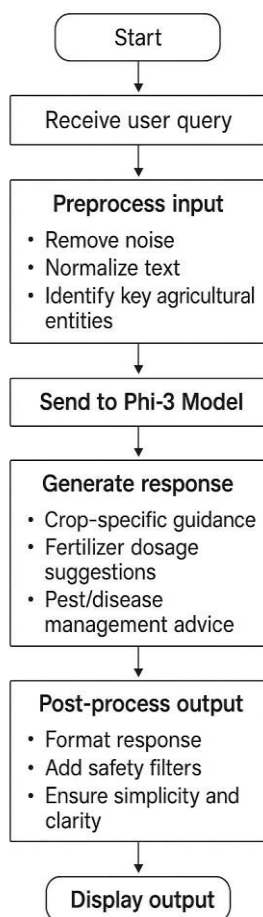 Start
Receive user query
Preprocess input
• Remove noise
• Normalize text
• Identify key agricultural
entities
Send to Phi-3 Model
Generate response
• Crop-specific guidance
• Fertilizer dosage
suggestions
• Pest/disease
management advice
Post-process output
• Format response
• Add safety filters
• Ensure simplicity and
clarity
Display output